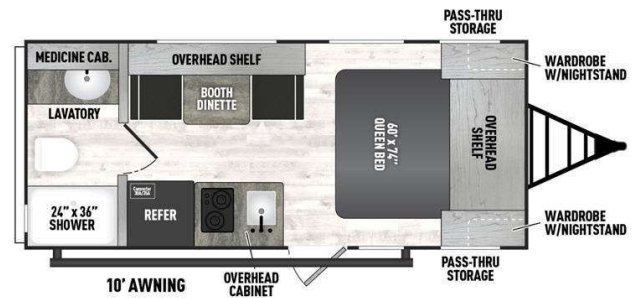 PASS-THRU
STORAGE
MEDICINE CAB.
OVERHEAD SHELF
WARDROBE
W/NIGHTSTAND
BOOTH
DINETTE
LAVATORY
60" X 74"
QUEEN BED
OVERHEAD
SHELF
24" x 36"
SHOWER
REFER
WARDROBE
W/NIGHTSTAND
10' AWNING
OVERHEAD
CABINET
PASS-THRU
STORAGE